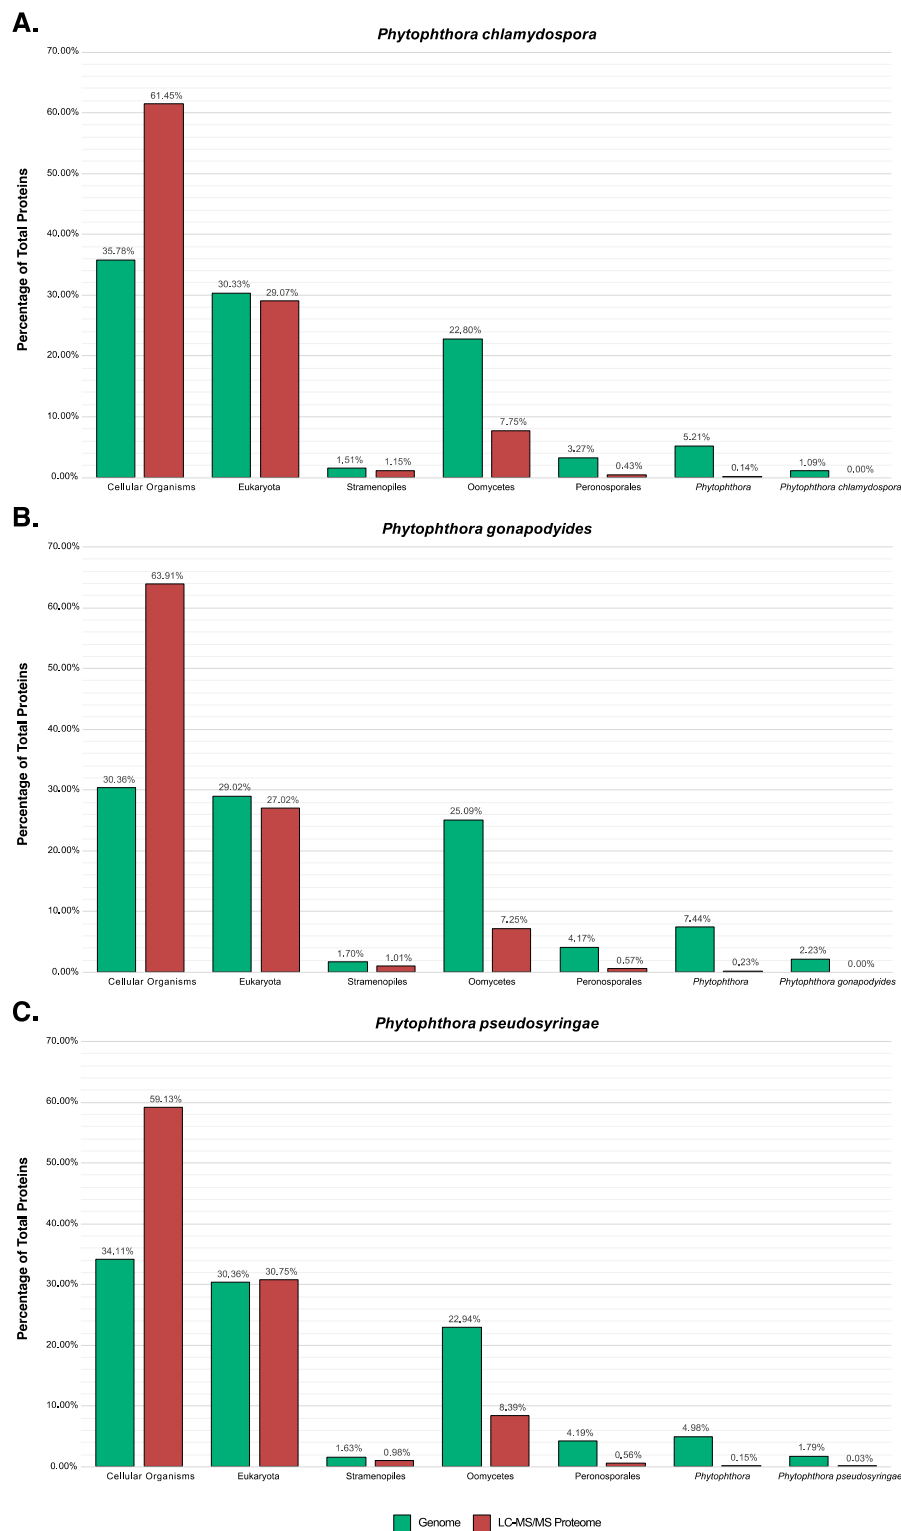 A.
Phytophthora chlamydospora
Percentage of Total Proteins
70.00%
60.00%
50.00%
40.00%
30.00%
20.00%
10.00%
0.00%
35.78% 61.45% 30.33% 29.07% 1.51% 1.15% 22.80% 7.75% 3.27% 0.43% 5.21% 0.14% 1.09% 0.00%
Cellular Organisms Eukaryota Stramenopiles Oomycetes Peronosporales Phytophthora Phytophthora chlamydospora
B.
Phytophthora gonapodyides
Percentage of Total Proteins
70.00%
60.00%
50.00%
40.00%
30.00%
20.00%
10.00%
0.00%
30.36% 63.91% 29.02% 27.02% 1.70% 1.01% 25.09% 7.25% 4.17% 0.57% 7.44% 0.23% 2.23% 0.00%
Cellular Organisms Eukaryota Stramenopiles Oomycetes Peronosporales Phytophthora Phytophthora gonapodyides
C.
Phytophthora pseudosyringae
Percentage of Total Proteins
70.00%
60.00%
50.00%
40.00%
30.00%
20.00%
10.00%
0.00%
34.11% 59.13% 30.36% 30.75% 1.63% 0.98% 22.94% 8.39% 4.19% 0.56% 4.98% 0.15% 1.79% 0.03%
Cellular Organisms Eukaryota Stramenopiles Oomycetes Peronosporales Phytophthora Phytophthora pseudosyringae
Genome LC-MS/MS Proteome